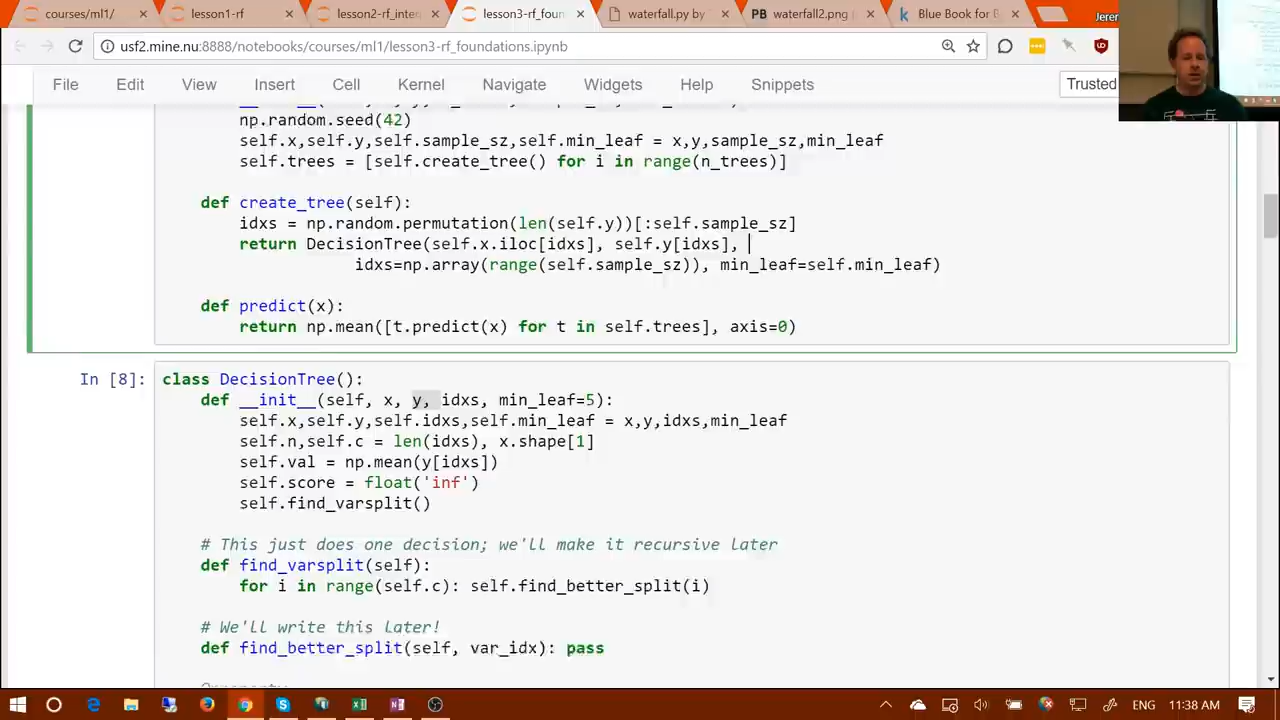 courses/ml1/
lesson1-rf
lesson2-rf_inter
lesson3-rf_foun
waterfall.py by
waterfall2.png
Blue Book for B
Jerem
usf2.mine.nu:8888/notebooks/courses/ml1/lesson3-rf_foundations.ipynb
File Edit View Insert Cell Kernel Navigate Widgets Help Snippets Trusted
np.random.seed(42)
self.x,self.y,self.sample_sz,self.min_leaf = x,y,sample_sz,min_leaf
self.trees = [self.create_tree() for i in range(n_trees)]
def create_tree(self):
idxs = np.random.permutation(len(self.y))[:self.sample_sz]
return DecisionTree(self.x.iloc[idxs], self.y[idxs],
idxs=np.array(range(self.sample_sz)), min_leaf=self.min_leaf)
def predict(x):
return np.mean([t.predict(x) for t in self.trees], axis=0)
In [8]: class DecisionTree():
def __init__(self, x, y, idxs, min_leaf=5):
self.x,self.y,self.idxs,self.min_leaf = x,y,idxs,min_leaf
self.n,self.c = len(idxs), x.shape[1]
self.val = np.mean(y[idxs])
self.score = float('inf')
self.find_varsplit()
# This just does one decision; we'll make it recursive later
def find_varsplit(self):
for i in range(self.c): self.find_better_split(i)
# We'll write this later!
def find_better_split(self, var_idx): pass
ENG 11:38 AM